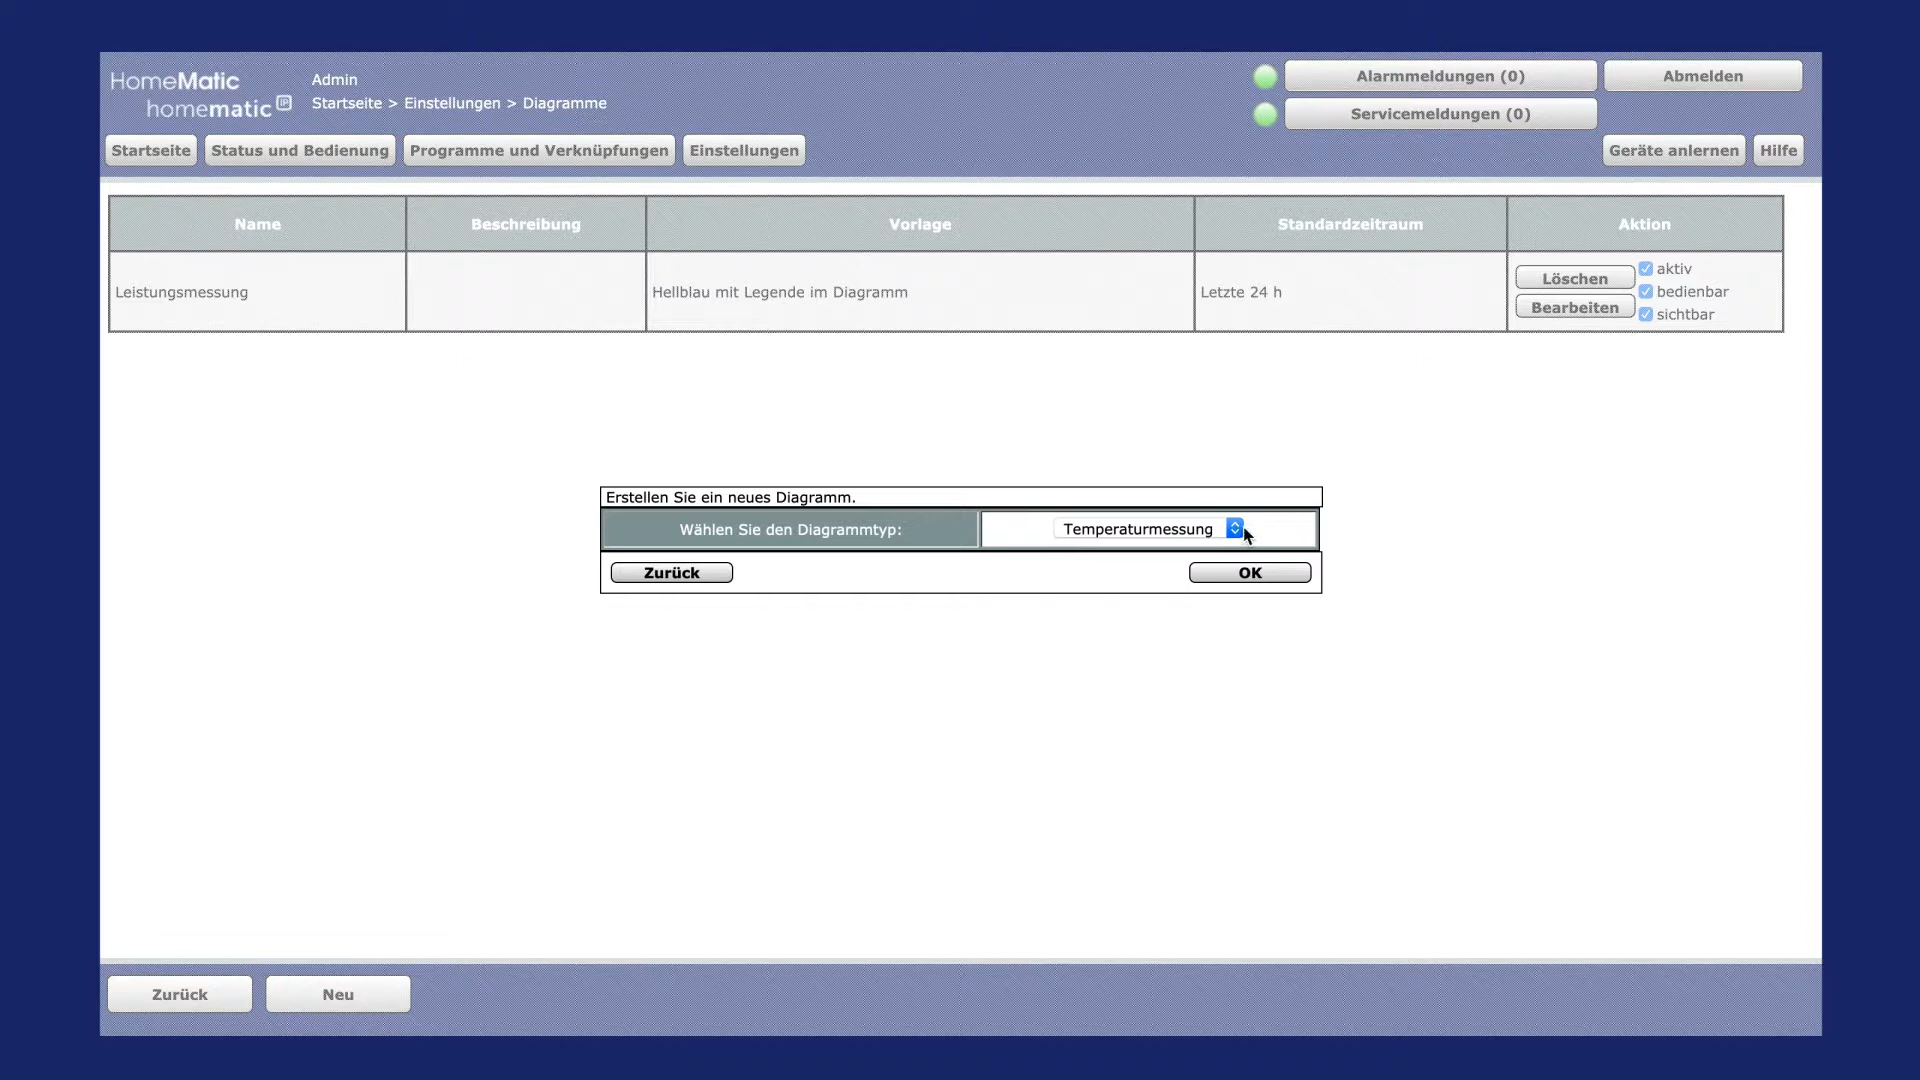 HomeMatic
homematic IP
Admin
Startseite > Einstellungen > Diagramme
Alarmmeldungen (0)
Abmelden
Servicemeldungen (0)
Startseite
Status und Bedienung
Programme und Verknüpfungen
Einstellungen
Geräte anlernen
Hilfe
Name
Beschreibung
Vorlage
Standardzeitraum
Aktion
Leistungsmessung
Hellblau mit Legende im Diagramm
Letzte 24 h
Löschen
Bearbeiten
aktiv
bedienbar
sichtbar
Erstellen Sie ein neues Diagramm.
Wählen Sie den Diagrammtyp:
Temperaturmessung
Zurück
OK
Zurück
Neu